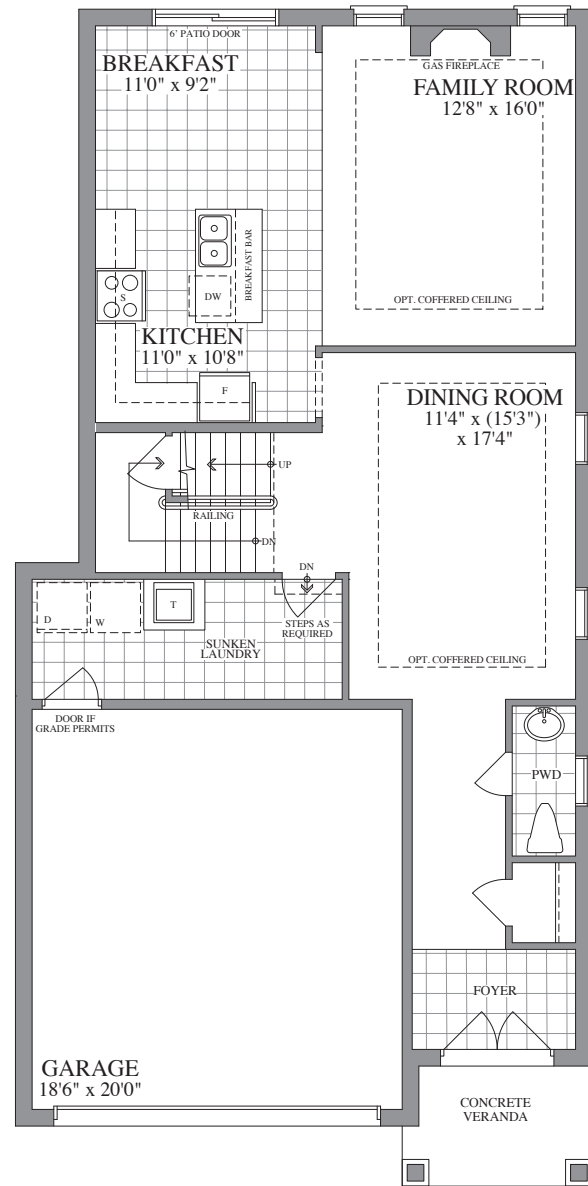 6' PATIO DOOR
BREAKFAST
11'0" x 9'2"
GAS FIREPLACE
FAMILY ROOM
12'8" x 16'0"
BREAKFAST BAR
DW
S
OPT. COFFERED CEILING
KITCHEN
11'0" x 10'8"
F
DINING ROOM
11'4" x (15'3")
x 17'4"
UP
RAILING
DN
DN
D
W
T
STEPS AS
REQUIRED
SUNKEN
LAUNDRY
OPT. COFFERED CEILING
DOOR IF
GRADE PERMITS
PWD
FOYER
GARAGE
18'6" x 20'0"
CONCRETE
VERANDA